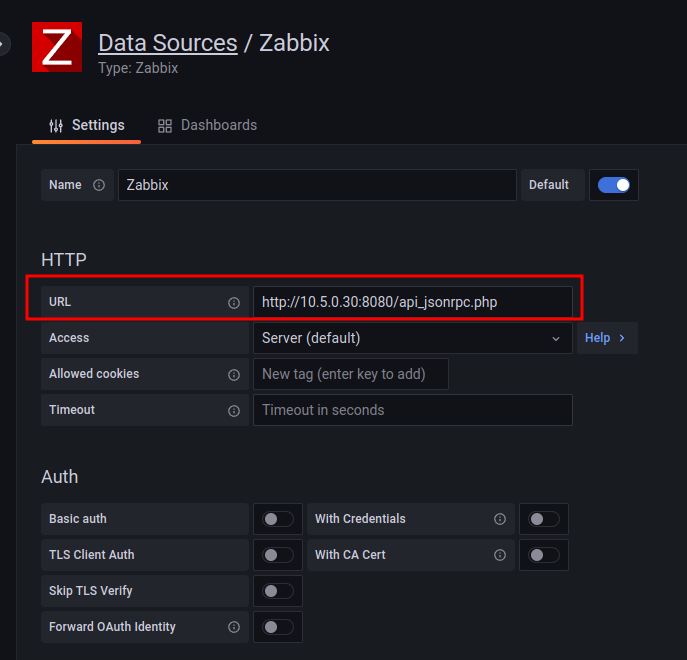 Z
Data Sources / Zabbix
Type: Zabbix
Settings
Dashboards
Name
Zabbix
Default
HTTP
URL
http://10.5.0.30:8080/api_jsonrpc.php
Access
Server (default)
Help
Allowed cookies
New tag (enter key to add)
Timeout
Timeout in seconds
Auth
Basic auth
With Credentials
TLS Client Auth
With CA Cert
Skip TLS Verify
Forward OAuth Identity